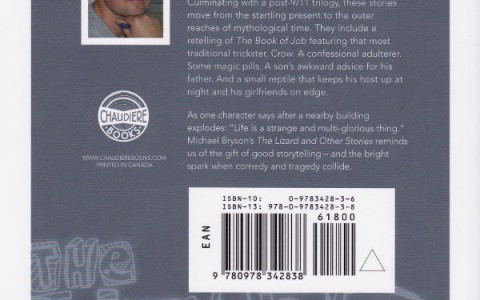 Culminating with a post-9/11 trilogy, these stories
move from the startling present to the outer
reaches of mythological time. They include a
retelling of The Book of Job featuring that most
traditional trickster, Crow. A confessional adulterer.
Some magic pills. A son's awkward advice for his
father. And a small reptile that keeps his host up at
night and his girlfriends on edge.
As one character says after a nearby building
explodes: "Life is a strange and multi-glorious thing."
Michael Bryson's The Lizard and Other Stories reminds
us of the gift of good storytelling – and the bright
spark when comedy and tragedy collide.
CHAUDIERE
BOOKS
WWW.CHAUDIEREBOOKS.COM
PRINTED IN CANADA
ISBN-10: 0-9783428-3-6
ISBN-13: 978-0-9783428-3-8
61800
EAN
9 780978 342838
The